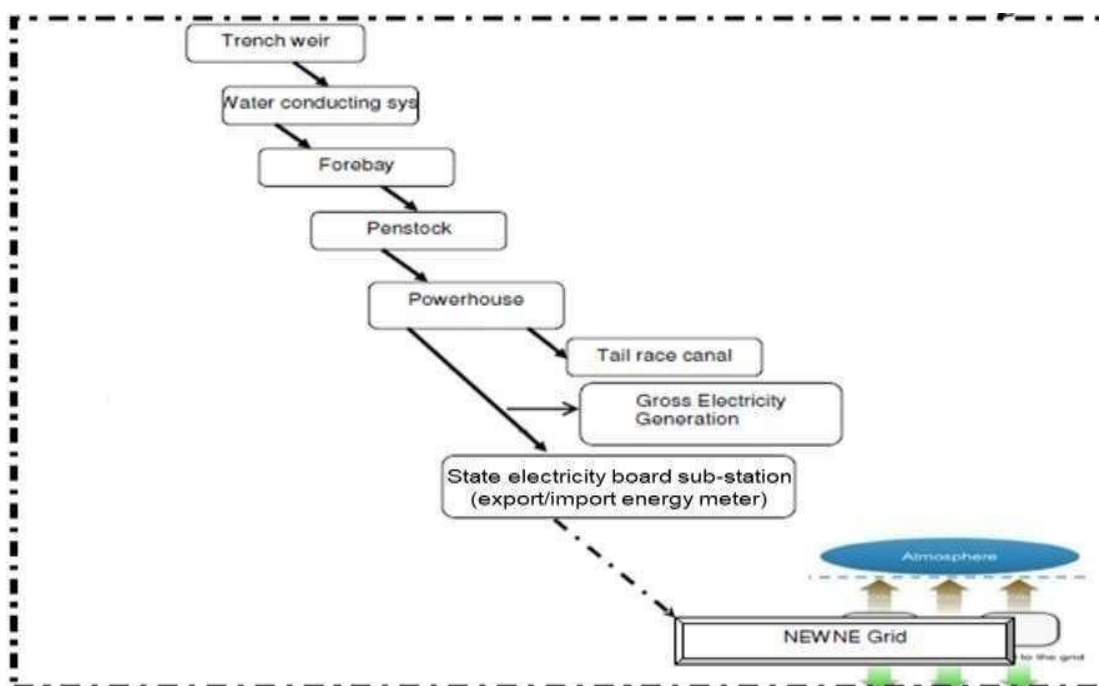 Trench weir
Water conducting sys
Forebay
Penstock
Powerhouse
Tail race canal
Gross Electricity
Generation
State electricity board sub-station
(export/import energy meter)
Atmosphere
NEWNE Grid
to the grid